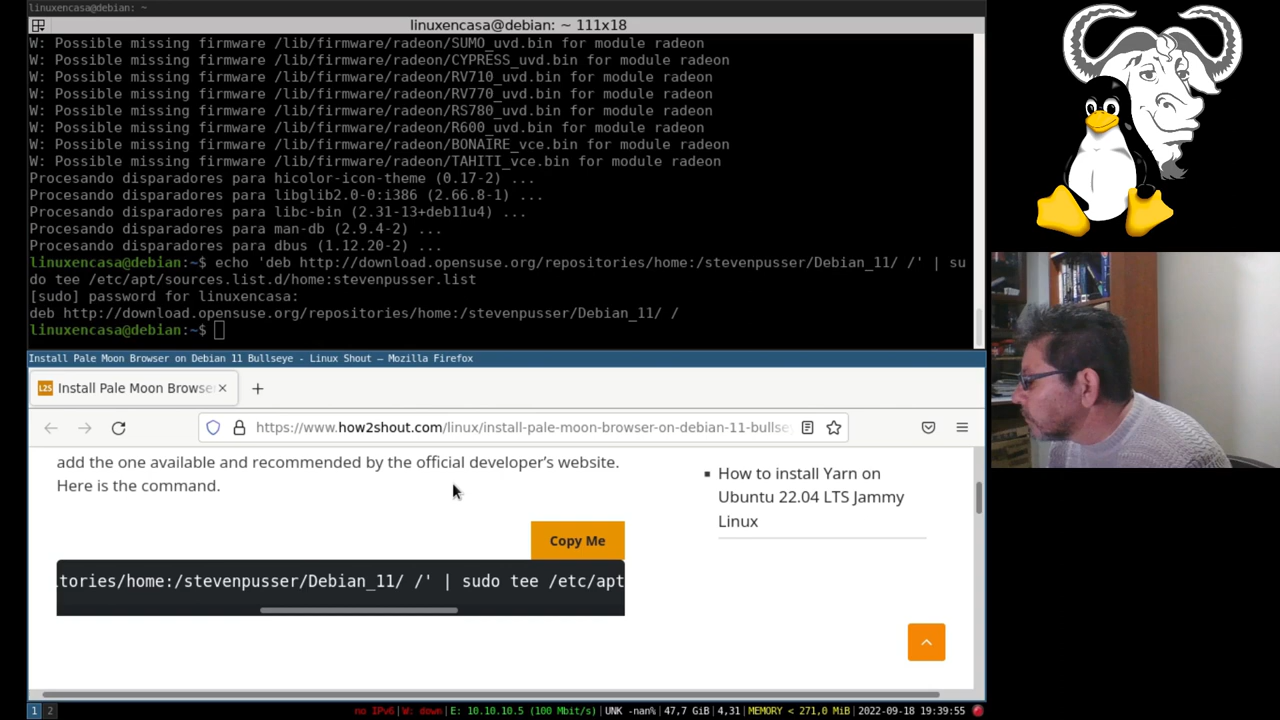 linuxencasa@debian: ~
linuxencasa@debian: ~ 111x18
W: Possible missing firmware /lib/firmware/radeon/SUMO_uvd.bin for module radeon
W: Possible missing firmware /lib/firmware/radeon/CYPRESS_uvd.bin for module radeon
W: Possible missing firmware /lib/firmware/radeon/RV710_uvd.bin for module radeon
W: Possible missing firmware /lib/firmware/radeon/RV770_uvd.bin for module radeon
W: Possible missing firmware /lib/firmware/radeon/RS780_uvd.bin for module radeon
W: Possible missing firmware /lib/firmware/radeon/R600_uvd.bin for module radeon
W: Possible missing firmware /lib/firmware/radeon/BONAIRE_vce.bin for module radeon
W: Possible missing firmware /lib/firmware/radeon/TAHITI_vce.bin for module radeon
Procesando disparadores para hicolor-icon-theme (0.17-2) ...
Procesando disparadores para libglib2.0-0:i386 (2.66.8-1) ...
Procesando disparadores para libc-bin (2.31-13+deb11u4) ...
Procesando disparadores para man-db (2.9.4-2) ...
Procesando disparadores para dbus (1.12.20-2) ...
linuxencasa@debian:~$ echo 'deb http://download.opensuse.org/repositories/home:/stevenpusser/Debian_11/ /' | su
do tee /etc/apt/sources.list.d/home:stevenpusser.list
[sudo] password for linuxencasa:
deb http://download.opensuse.org/repositories/home:/stevenpusser/Debian_11/ /
linuxencasa@debian:~$
Install Pale Moon Browser on Debian 11 Bullseye - Linux Shout — Mozilla Firefox
L2S Install Pale Moon Browse
https://www.how2shout.com/linux/install-pale-moon-browser-on-debian-11-bullse
add the one available and recommended by the official developer's website.
Here is the command.
Copy Me
tories/home:/stevenpusser/Debian_11/ /' | sudo tee /etc/apt
How to install Yarn on
Ubuntu 22.04 LTS Jammy
Linux
1 2
no IPv6|W: down|E: 10.10.10.5 (100 Mbit/s)|UNK -nan%|47,7 GiB|4,31|MEMORY < 271,0 MiB|2022-09-18 19:39:55